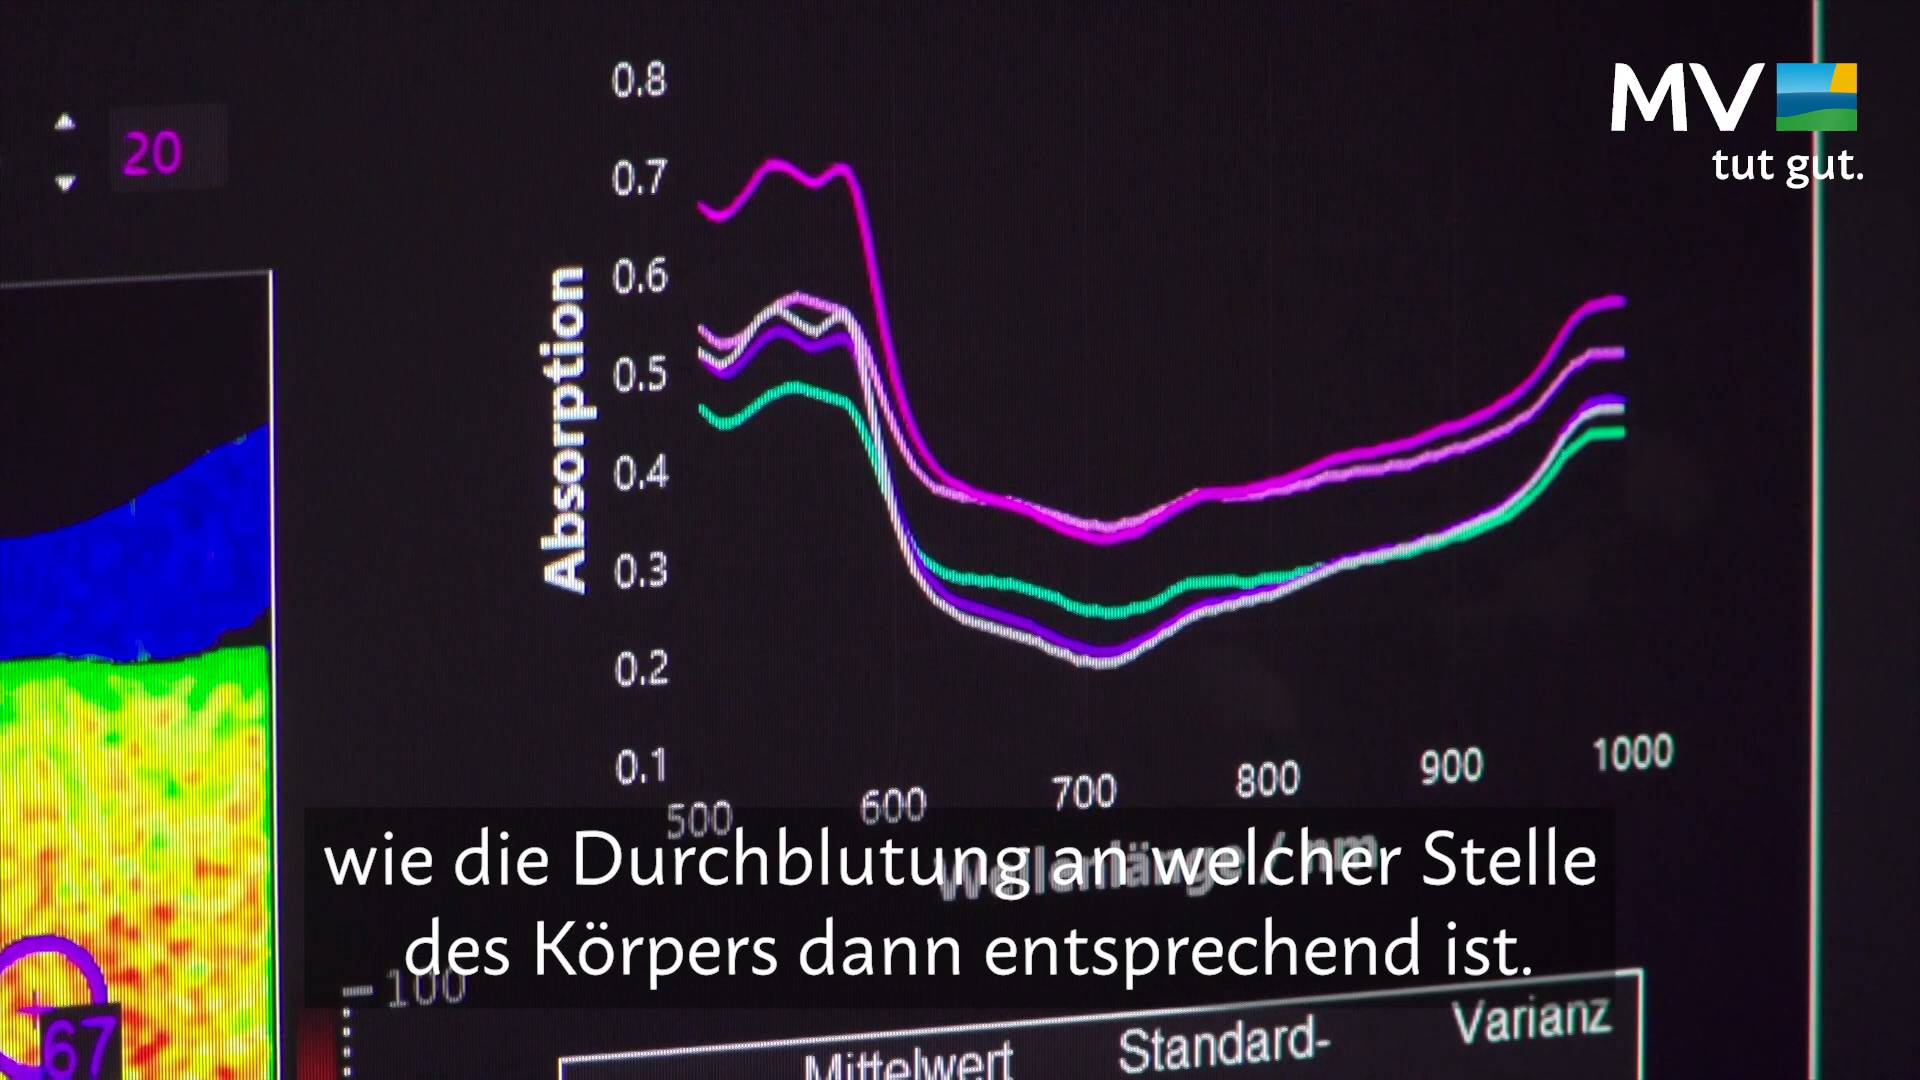 MV
tut gut.
20
0.8
0.7
0.6
0.5
0.4
0.3
0.2
0.1
Absorption
500 600 700 800 900 1000
Wellenlänge / nm
wie die Durchblutung an welcher Stelle
des Körpers dann entsprechend ist.
100
67
Mittelwert Standard- Varianz